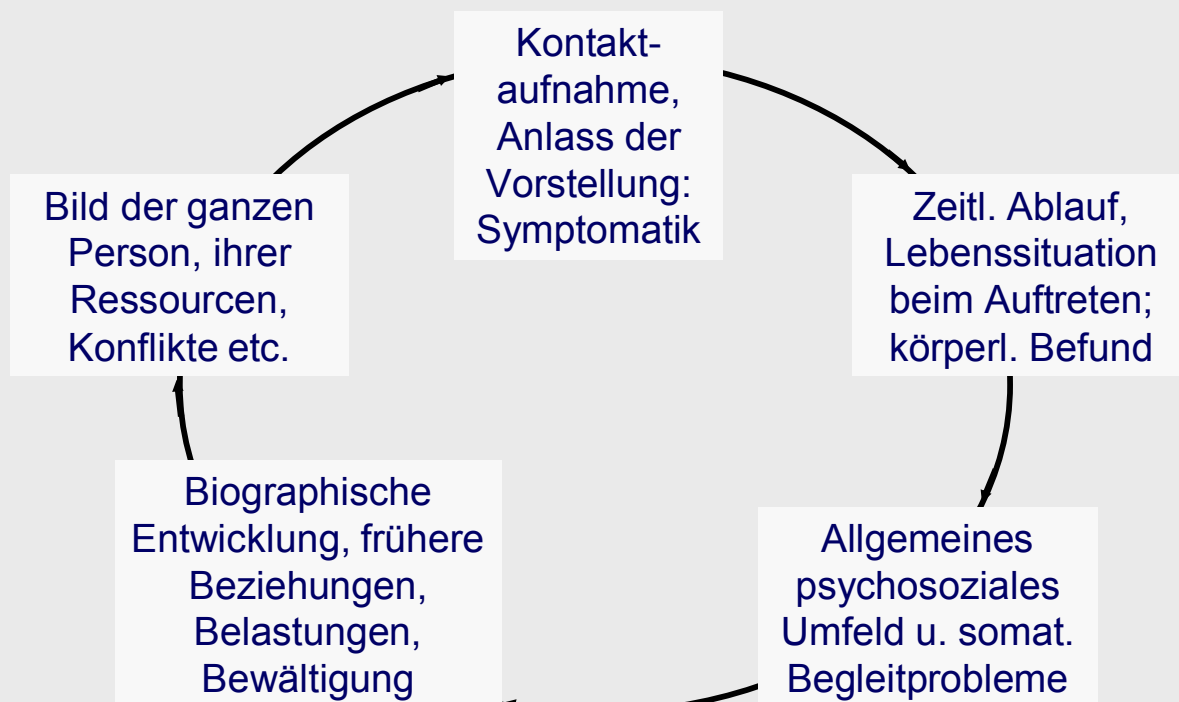 Kontakt-
aufnahme,
Anlass der
Vorstellung:
Symptomatik
Zeitl. Ablauf,
Lebenssituation
beim Auftreten;
körperl. Befund
Allgemeines
psychosoziales
Umfeld u. somat.
Begleitprobleme
Biographische
Entwicklung, frühere
Beziehungen,
Belastungen,
Bewältigung
Bild der ganzen
Person, ihrer
Ressourcen,
Konflikte etc.